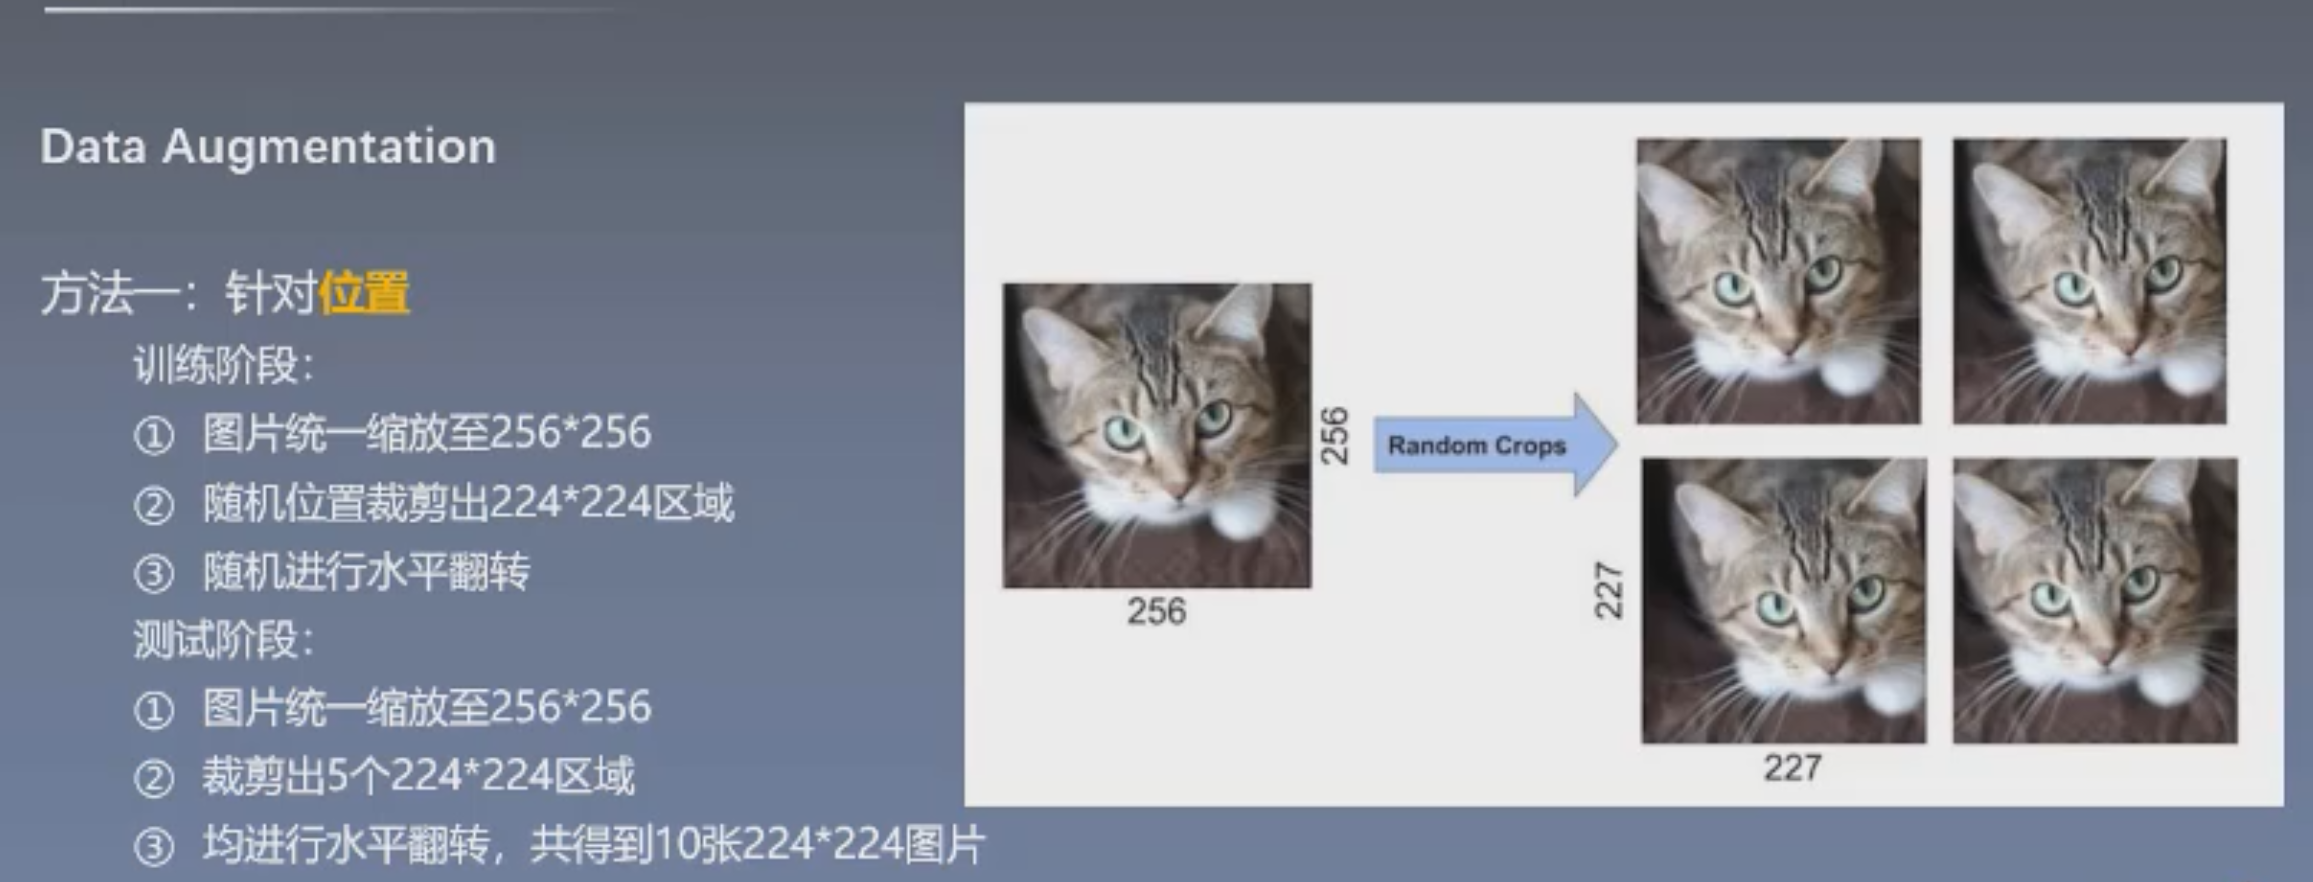 Data Augmentation
方法一：针对位置
训练阶段：
① 图片统一缩放至256*256
② 随机位置裁剪出224*224区域
③ 随机进行水平翻转
测试阶段：
① 图片统一缩放至256*256
② 裁剪出5个224*224区域
③ 均进行水平翻转，共得到10张224*224图片
256
256
Random Crops
227
227